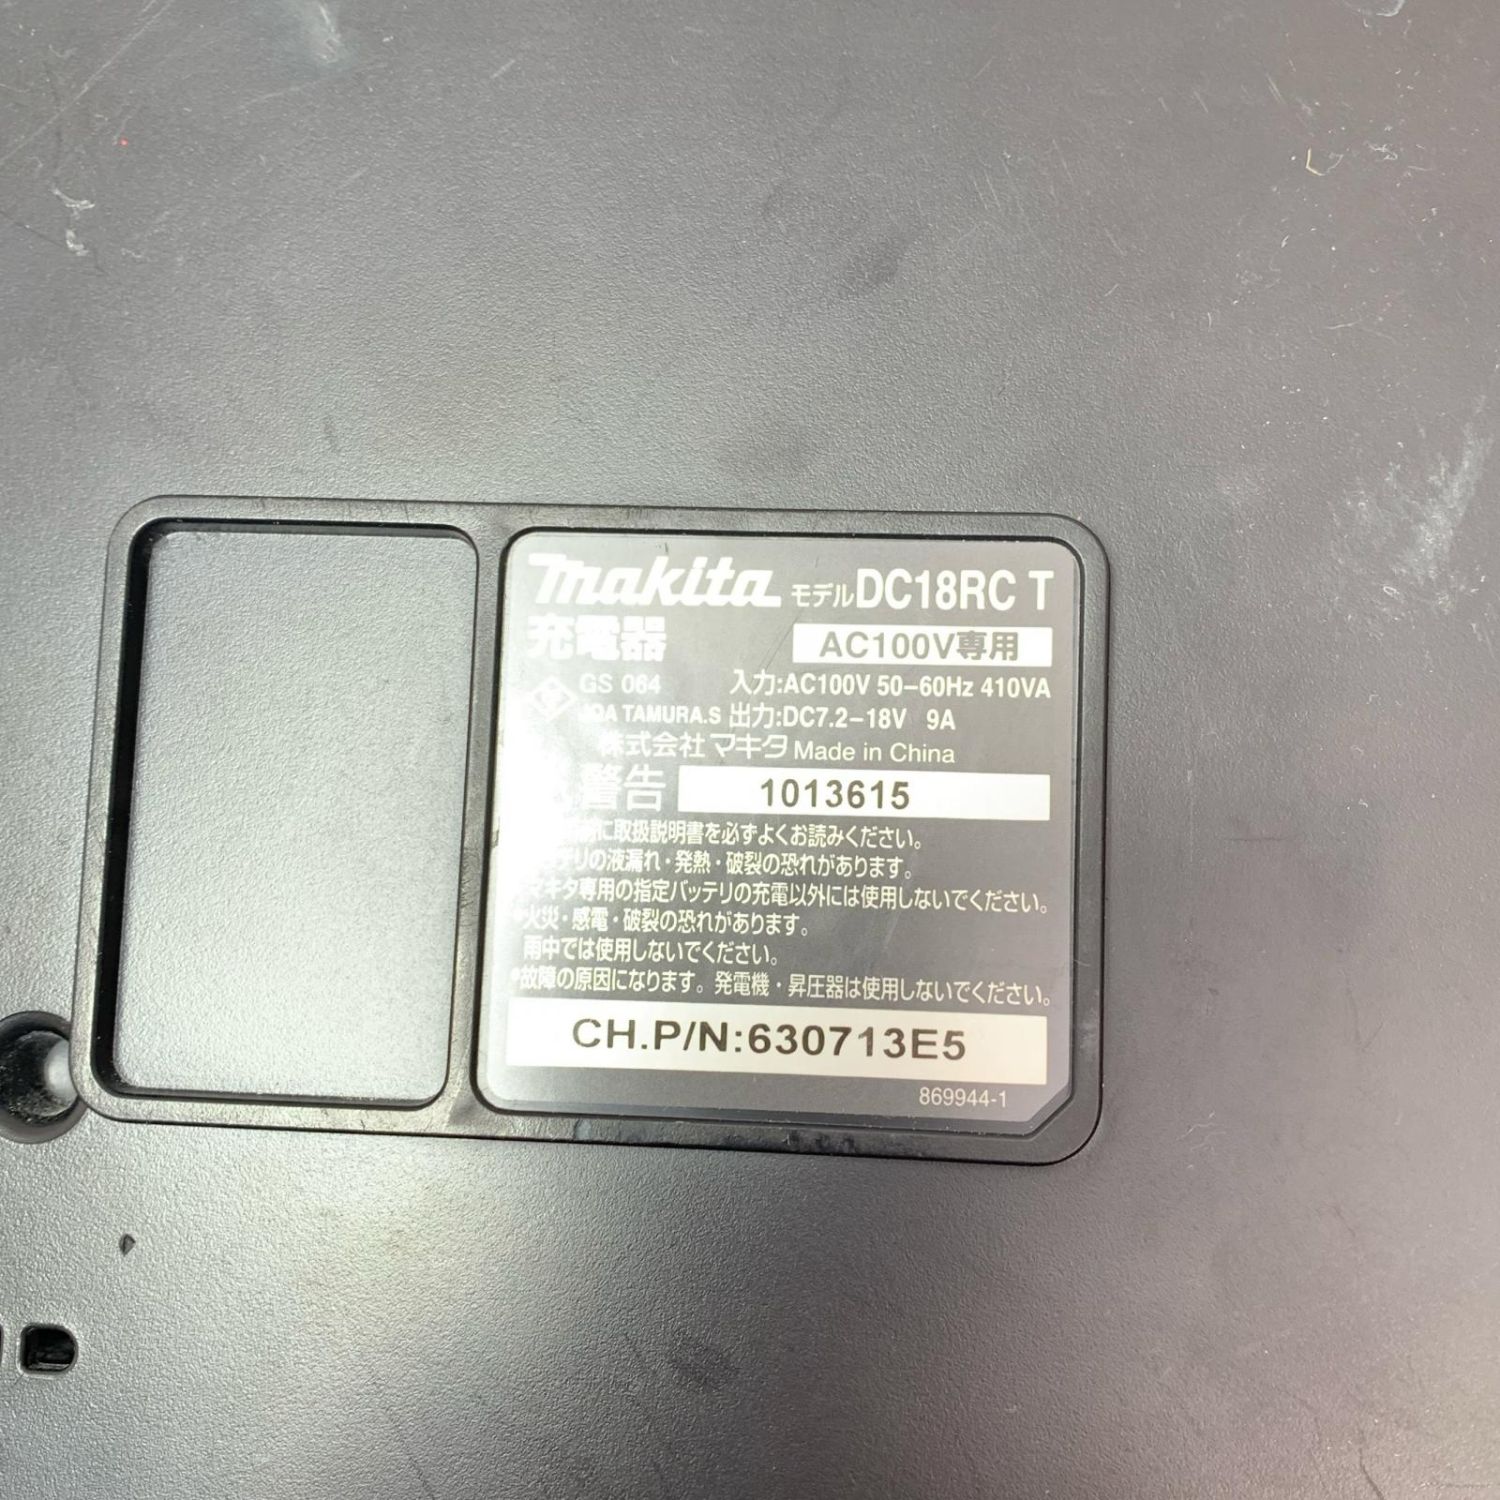 makita モデルDC18RC T
充電器 AC100V専用
GS 064 入力:AC100V 50-60Hz 410VA
JQA TAMURA.S 出力:DC7.2-18V 9A
株式会社マキタ Made in China
警告 1013615
に取扱説明書を必ずよくお読みください。
バッテリの液漏れ・発熱・破裂の恐れがあります。
マキタ専用の指定バッテリの充電以外には使用しないでください。
●火災・感電・破裂の恐れがあります。
雨中では使用しないでください。
●故障の原因になります。発電機・昇圧器は使用しないでください。
CH.P/N:630713E5
869944-1